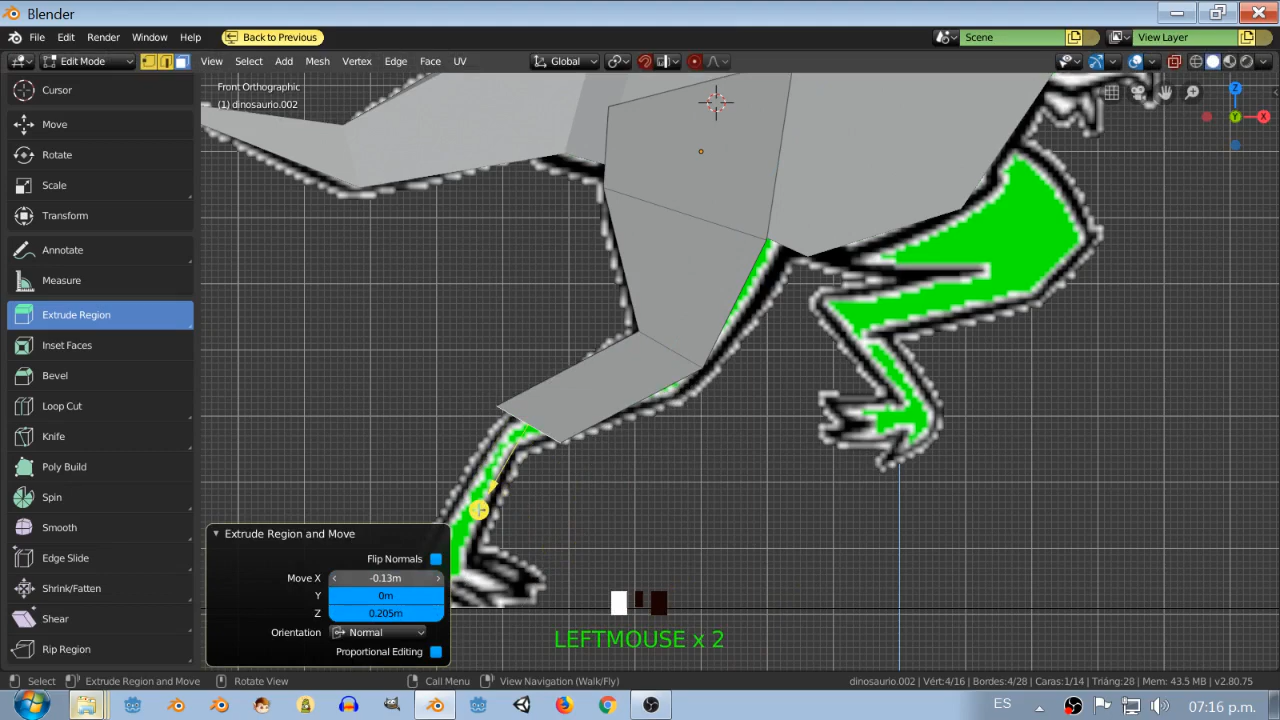 Blender
File Edit Render Window Help Back to Previous Scene View Layer
Edit Mode View Select Add Mesh Vertex Edge Face UV Global
Cursor
Move
Rotate
Scale
Transform
Annotate
Measure
Extrude Region
Inset Faces
Bevel
Loop Cut
Knife
Poly Build
Spin
Smooth
Edge Slide
Shrink/Fatten
Shear
Rip Region
Front Orthographic
(1) dinosaurio.002
Z
Y
X
Extrude Region and Move
Flip Normals
Move X -0.13m
Y 0m
Z 0.205m
Orientation Normal
Proportional Editing
LEFTMOUSE x 2
Select Extrude Region and Move Rotate View Call Menu View Navigation (Walk/Fly) dinosaurio.002 | Vért:4/16 | Bordes:4/28 | Caras:1/14 | Triáng:28 | Mem: 43.5 MB | v2.80.75
ES 07:16 p.m.